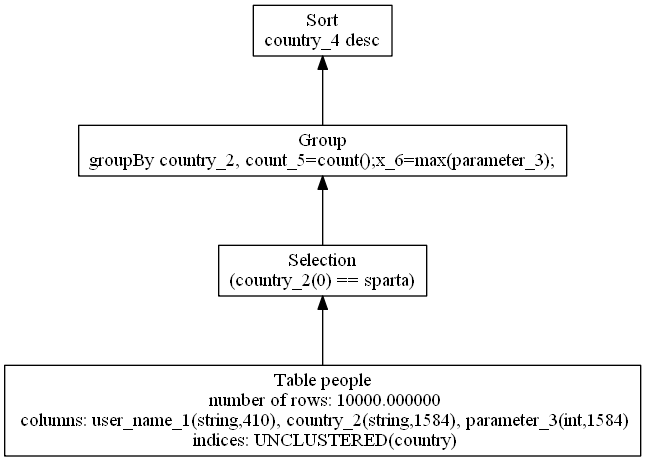 Sort
country_4 desc
Group
groupBy country_2, count_5=count();x_6=max(parameter_3);
Selection
(country_2(0) == sparta)
Table people
number of rows: 10000.000000
columns: user_name_1(string,410), country_2(string,1584), parameter_3(int,1584)
indices: UNCLUSTERED(country)